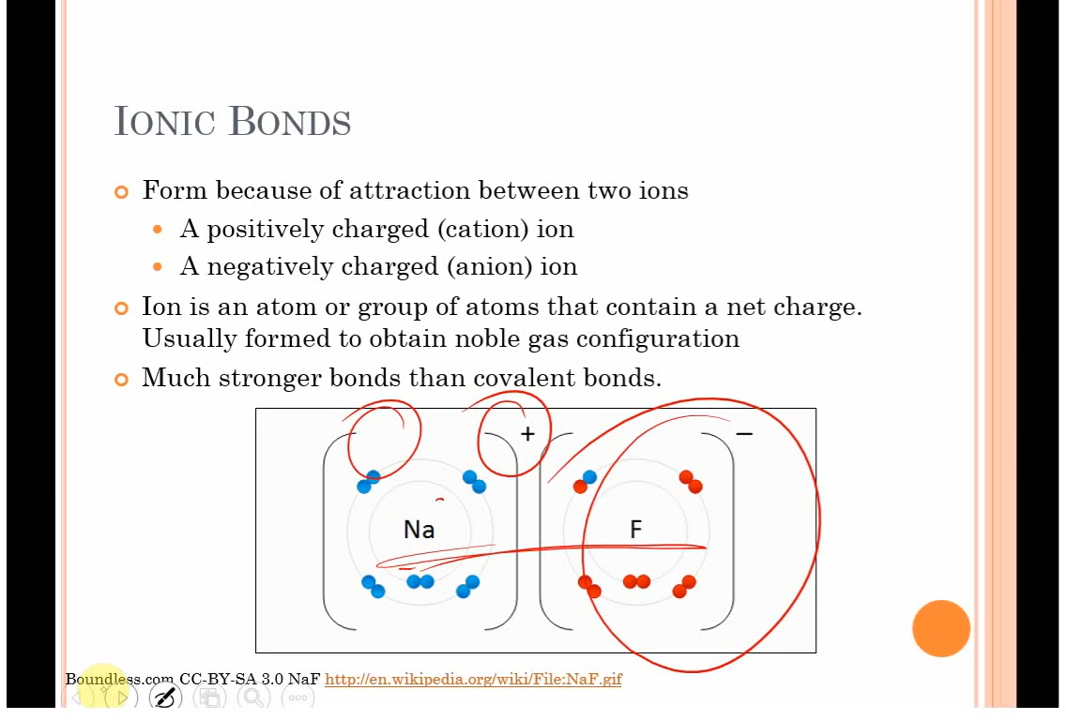 IONIC BONDS
Form because of attraction between two ions
A positively charged (cation) ion
A negatively charged (anion) ion
Ion is an atom or group of atoms that contain a net charge.
Usually formed to obtain noble gas configuration
Much stronger bonds than covalent bonds.
+ −
Na F
Boundless.com CC-BY-SA 3.0 NaF http://en.wikipedia.org/wiki/File:NaF.gif